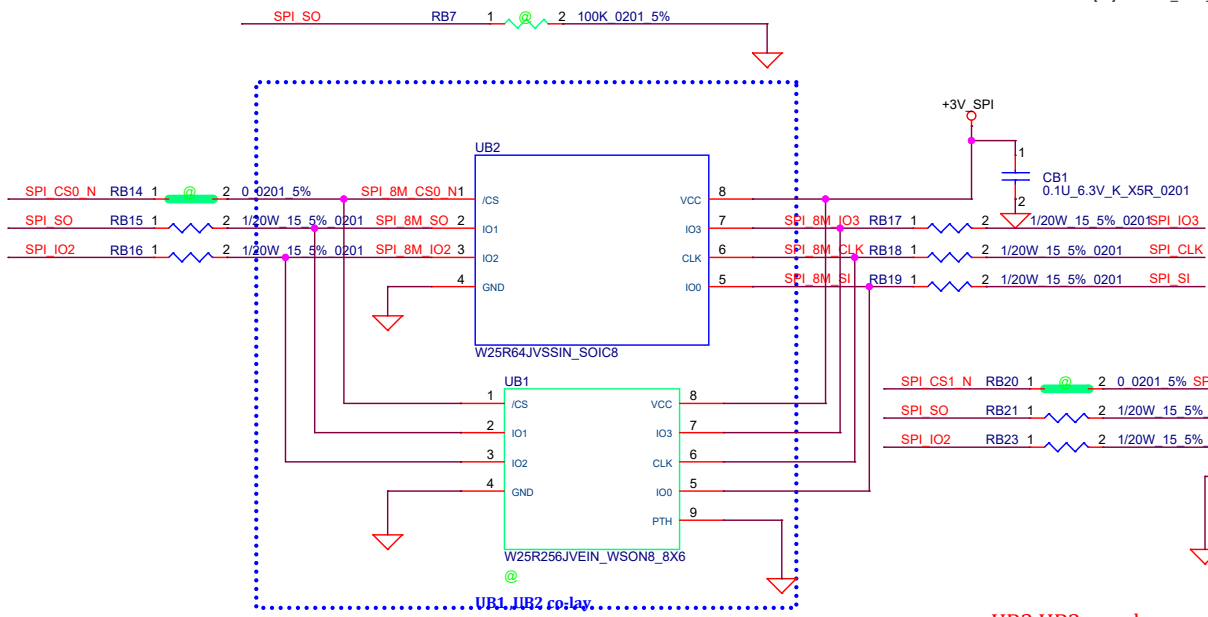 SPI_SO RB7 1 @ 2 100K_0201_5%
+3V_SPI
UB2
1
CB1
0.1U_6.3V_K_X5R_0201
2
SPI_CS0_N RB14 1 @ 2 0_0201_5% SPI_8M_CS0_N 1 /CS VCC 8
SPI_SO RB15 1 2 1/20W_15_5%_0201 SPI_8M_SO 2 IO1 IO3 7 SPI_8M_IO3 RB17 1 2 1/20W_15_5%_0201 SPI_IO3
SPI_IO2 RB16 1 2 1/20W_15_5%_0201 SPI_8M_IO2 3 IO2 CLK 6 SPI_8M_CLK RB18 1 2 1/20W_15_5%_0201 SPI_CLK
4 GND IO0 5 SPI_8M_SI RB19 1 2 1/20W_15_5%_0201 SPI_SI
W25R64JVSSIN_SOIC8
UB1
1 /CS VCC 8
2 IO1 IO3 7
3 IO2 CLK 6
4 GND IO0 5
PTH 9
W25R256JVEIN_WSON8_8X6
@
UB1 UB2 co-lay
SPI_CS1_N RB20 1 @ 2 0_0201_5% SP
SPI_SO RB21 1 2 1/20W_15_5%_
SPI_IO2 RB23 1 2 1/20W_15_5%_